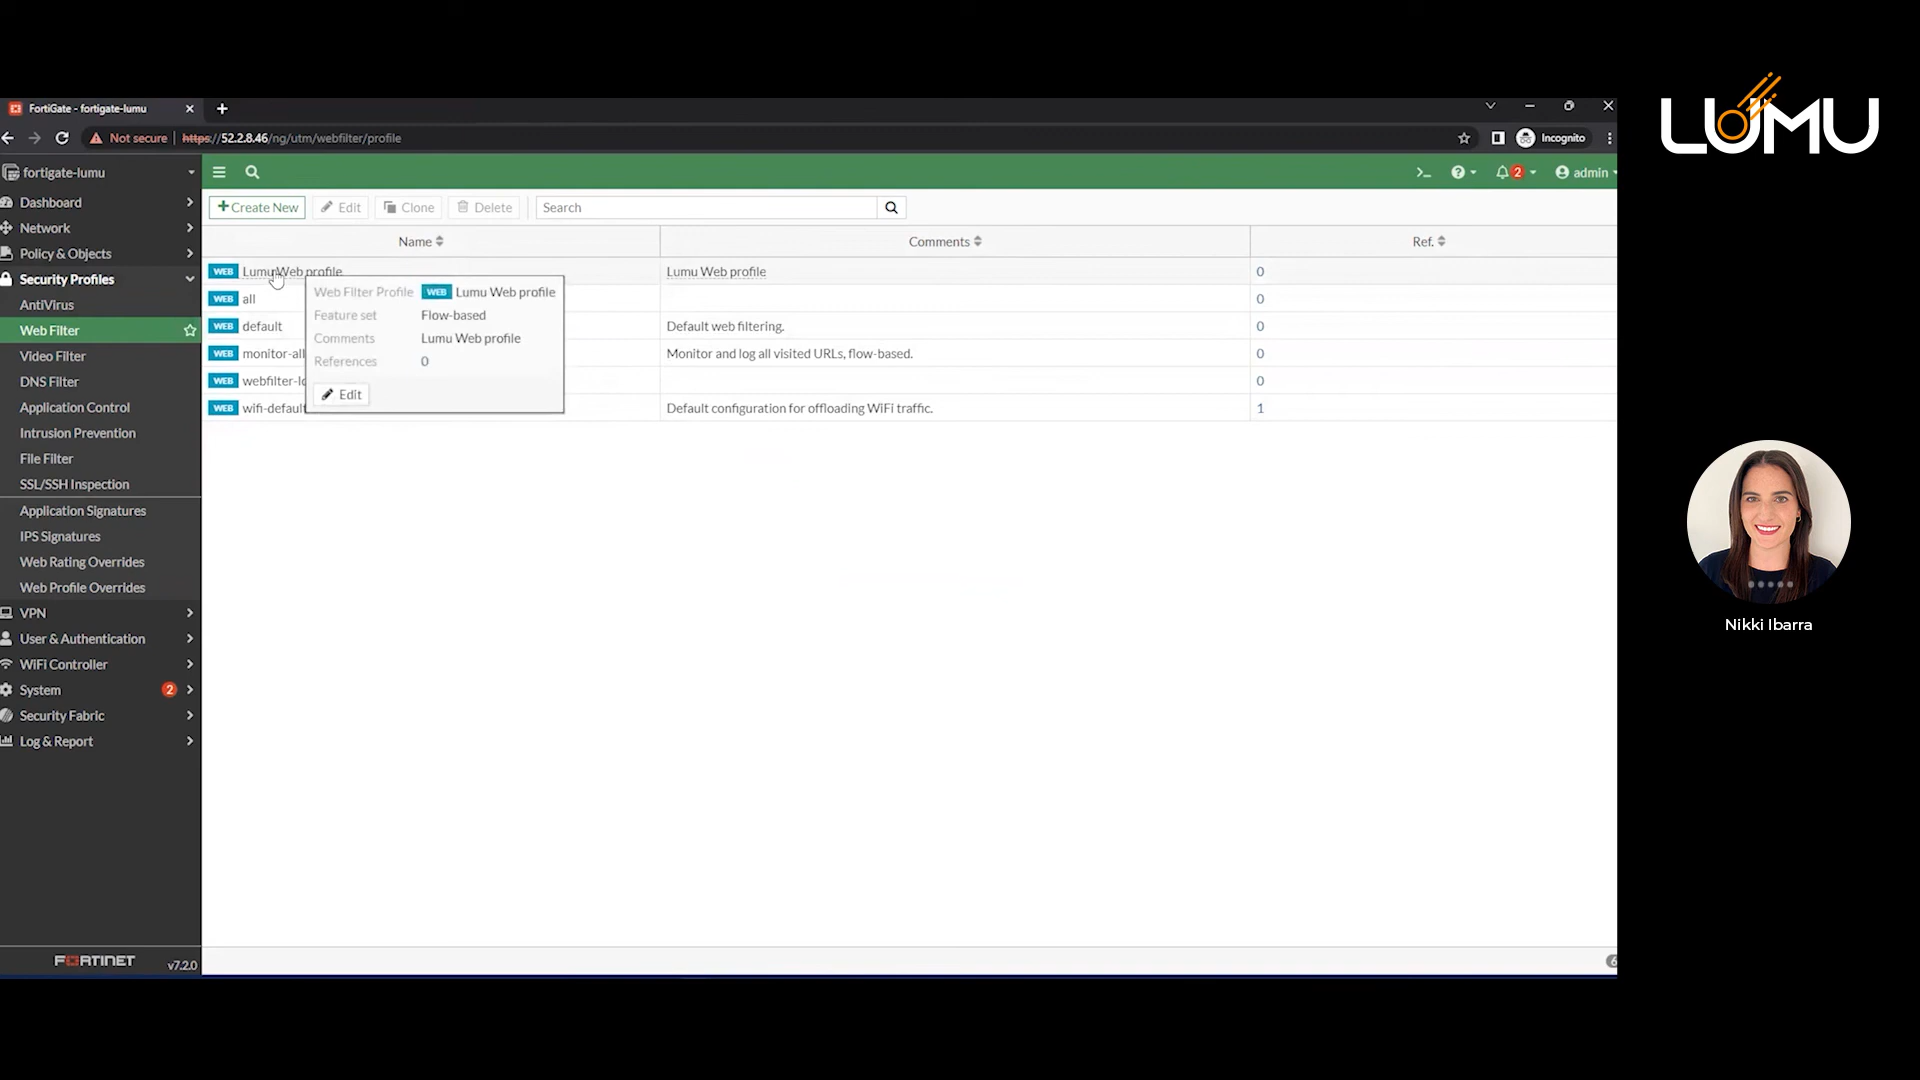 FortiGate - fortigate-lumu
LUMU
Not secure | https://52.2.8.46/ng/utm/webfilter/profile
Incognito
fortigate-lumu
2
admin
Dashboard
Network
Policy & Objects
Security Profiles
AntiVirus
Web Filter
Video Filter
DNS Filter
Application Control
Intrusion Prevention
File Filter
SSL/SSH Inspection
Application Signatures
IPS Signatures
Web Rating Overrides
Web Profile Overrides
VPN
User & Authentication
WiFi Controller
System 2
Security Fabric
Log & Report
FORTINET v7.2.0
+ Create New Edit Clone Delete Search
Name Comments Ref.
WEB Lumu Web profile Lumu Web profile 0
WEB all 0
WEB default Default web filtering. 0
WEB monitor-all Monitor and log all visited URLs, flow-based. 0
WEB 0
WEB wifi-default Default configuration for offloading WiFi traffic. 1
Web Filter Profile WEB Lumu Web profile
Feature set Flow-based
Comments Lumu Web profile
References 0
Edit
6
Nikki Ibarra